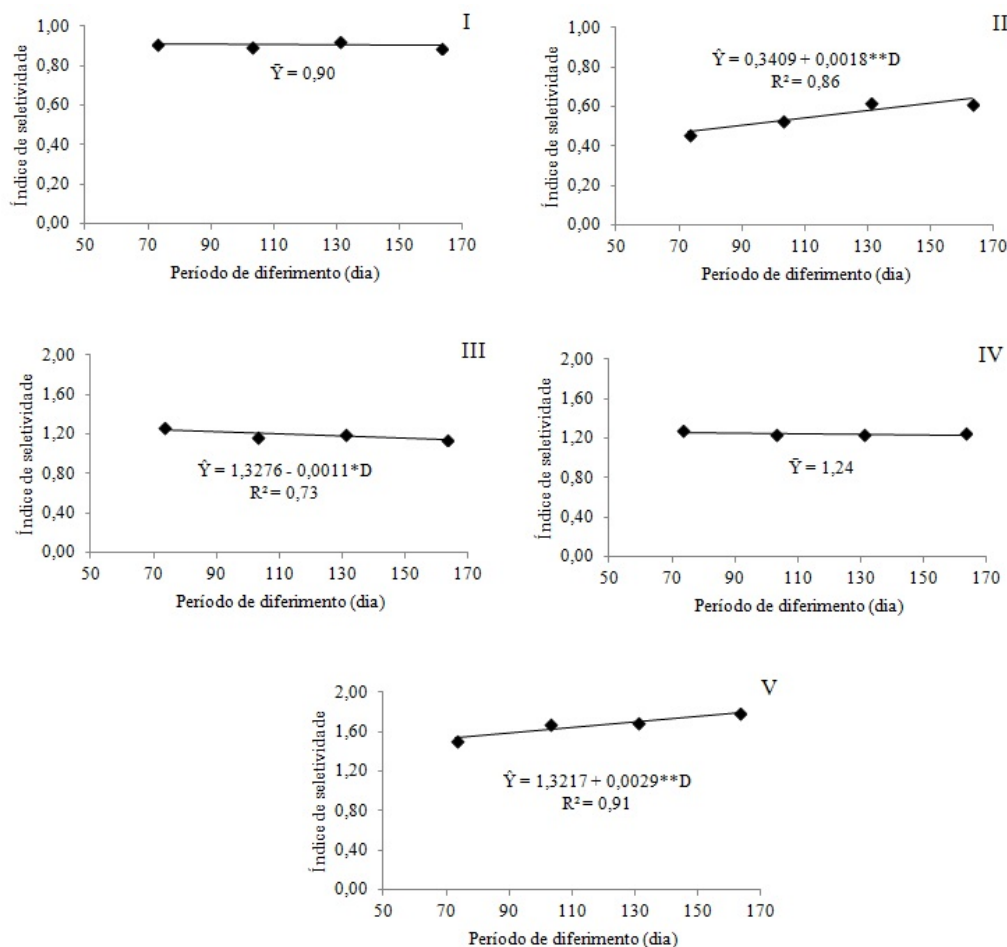 I
Índice de seletividade
1,00
0,80
0,60
0,40
0,20
0,00
Ȳ = 0,90
50 70 90 110 130 150 170
Período de diferimento (dia)
II
Índice de seletividade
1,00
0,80
0,60
0,40
0,20
0,00
Ŷ = 0,3409 + 0,0018**D
R² = 0,86
50 70 90 110 130 150 170
Período de diferimento (dia)
III
Índice de seletividade
2,00
1,60
1,20
0,80
0,40
0,00
Ŷ = 1,3276 - 0,0011*D
R² = 0,73
50 70 90 110 130 150 170
Período de diferimento (dia)
IV
Índice de seletividade
2,00
1,60
1,20
0,80
0,40
0,00
Ȳ = 1,24
50 70 90 110 130 150 170
Período de diferimento (dia)
V
Índice de seletividade
2,00
1,60
1,20
0,80
0,40
0,00
Ŷ = 1,3217 + 0,0029**D
R² = 0,91
50 70 90 110 130 150 170
Período de diferimento (dia)